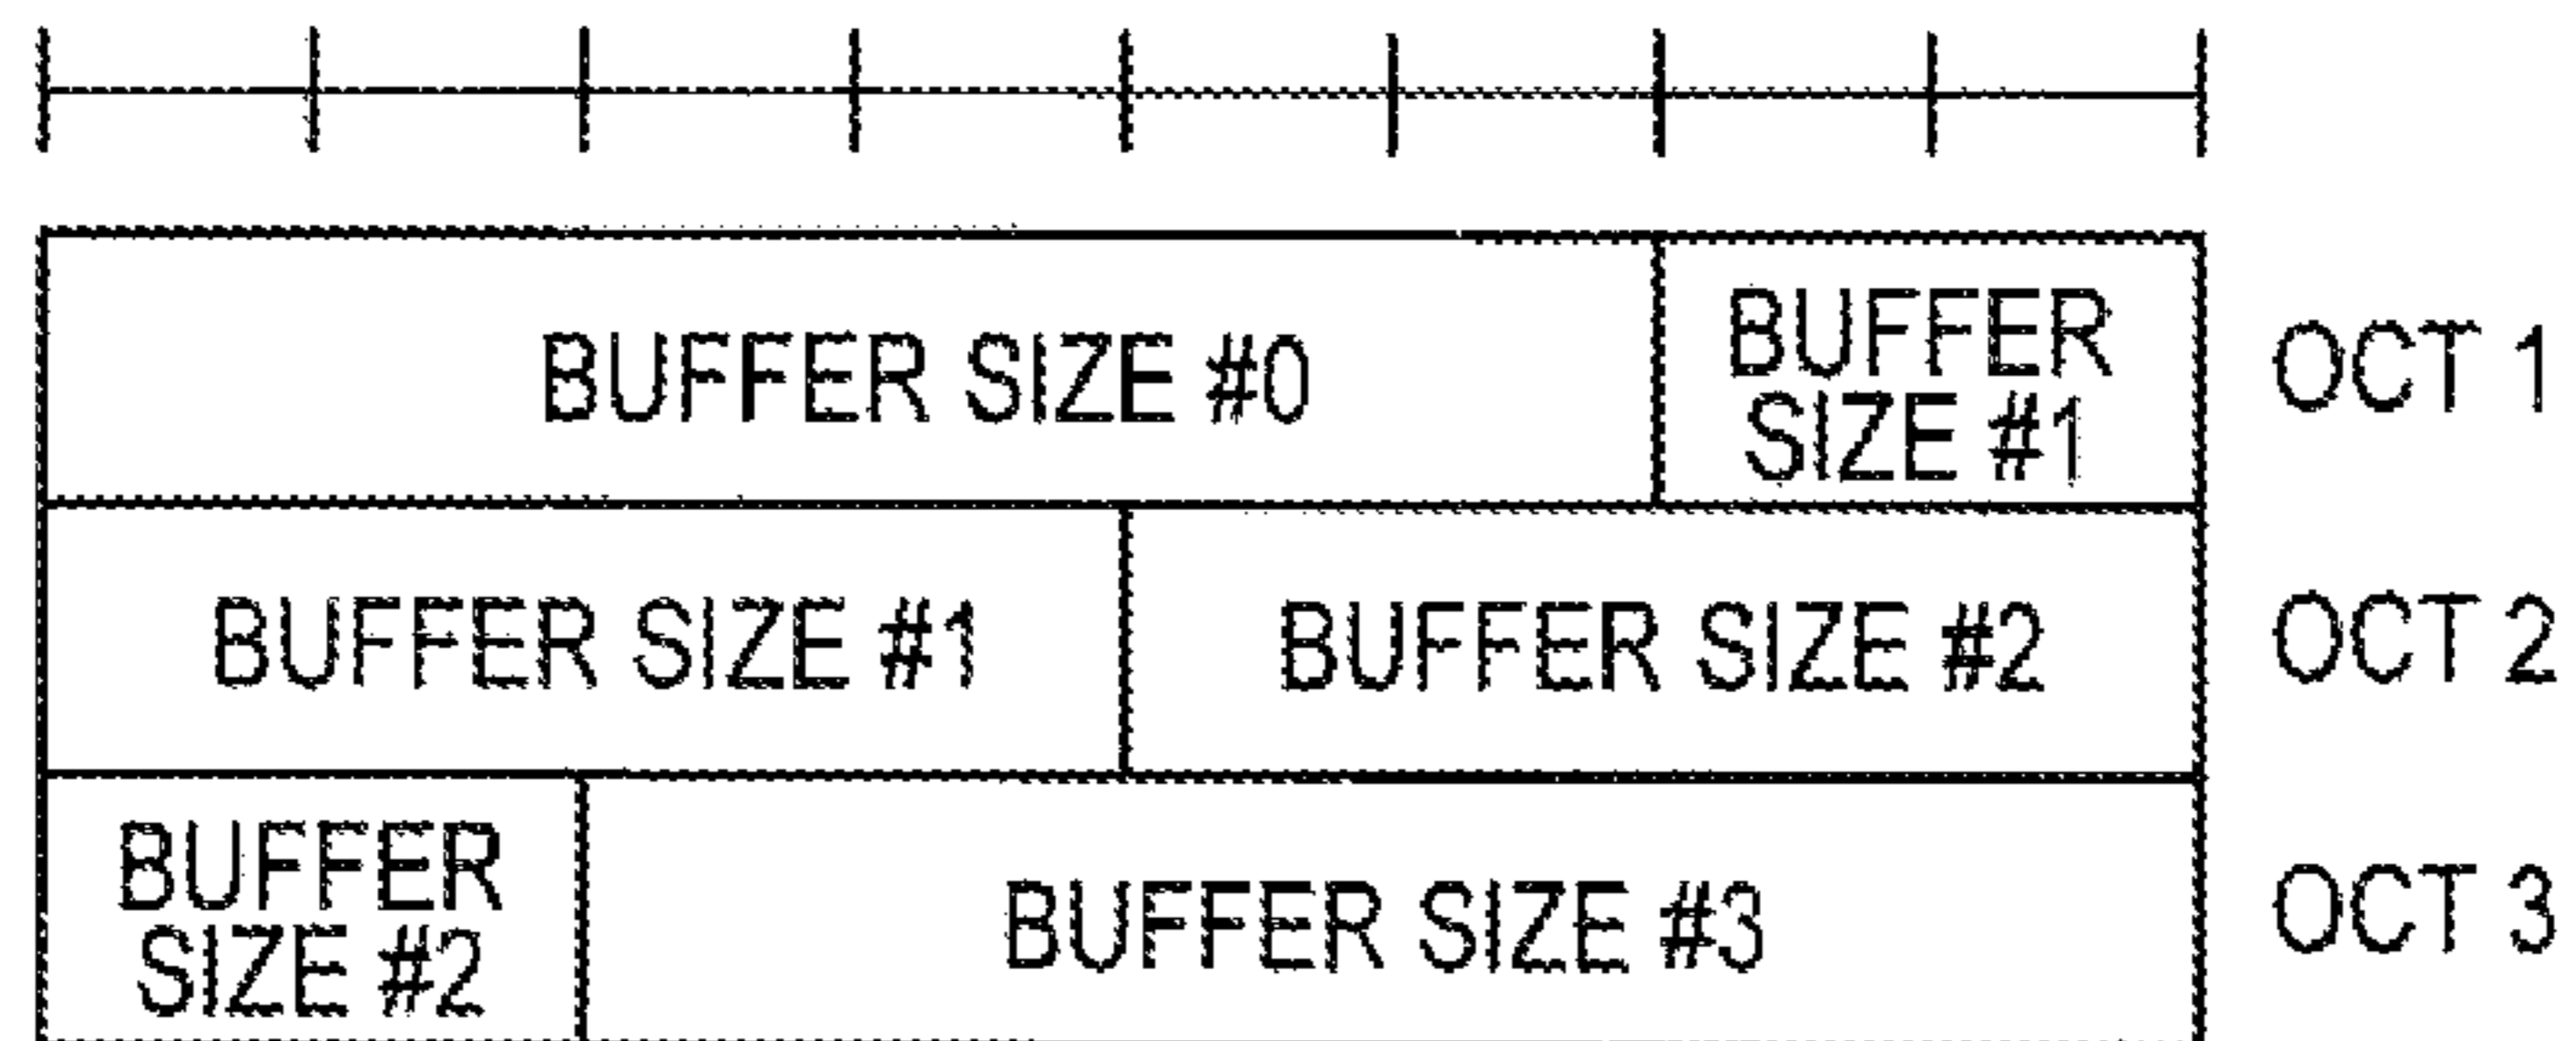 BUFFER SIZE #0
BUFFER
SIZE #1
OCT 1
BUFFER SIZE #1
BUFFER SIZE #2
OCT 2
BUFFER
SIZE #2
BUFFER SIZE #3
OCT 3